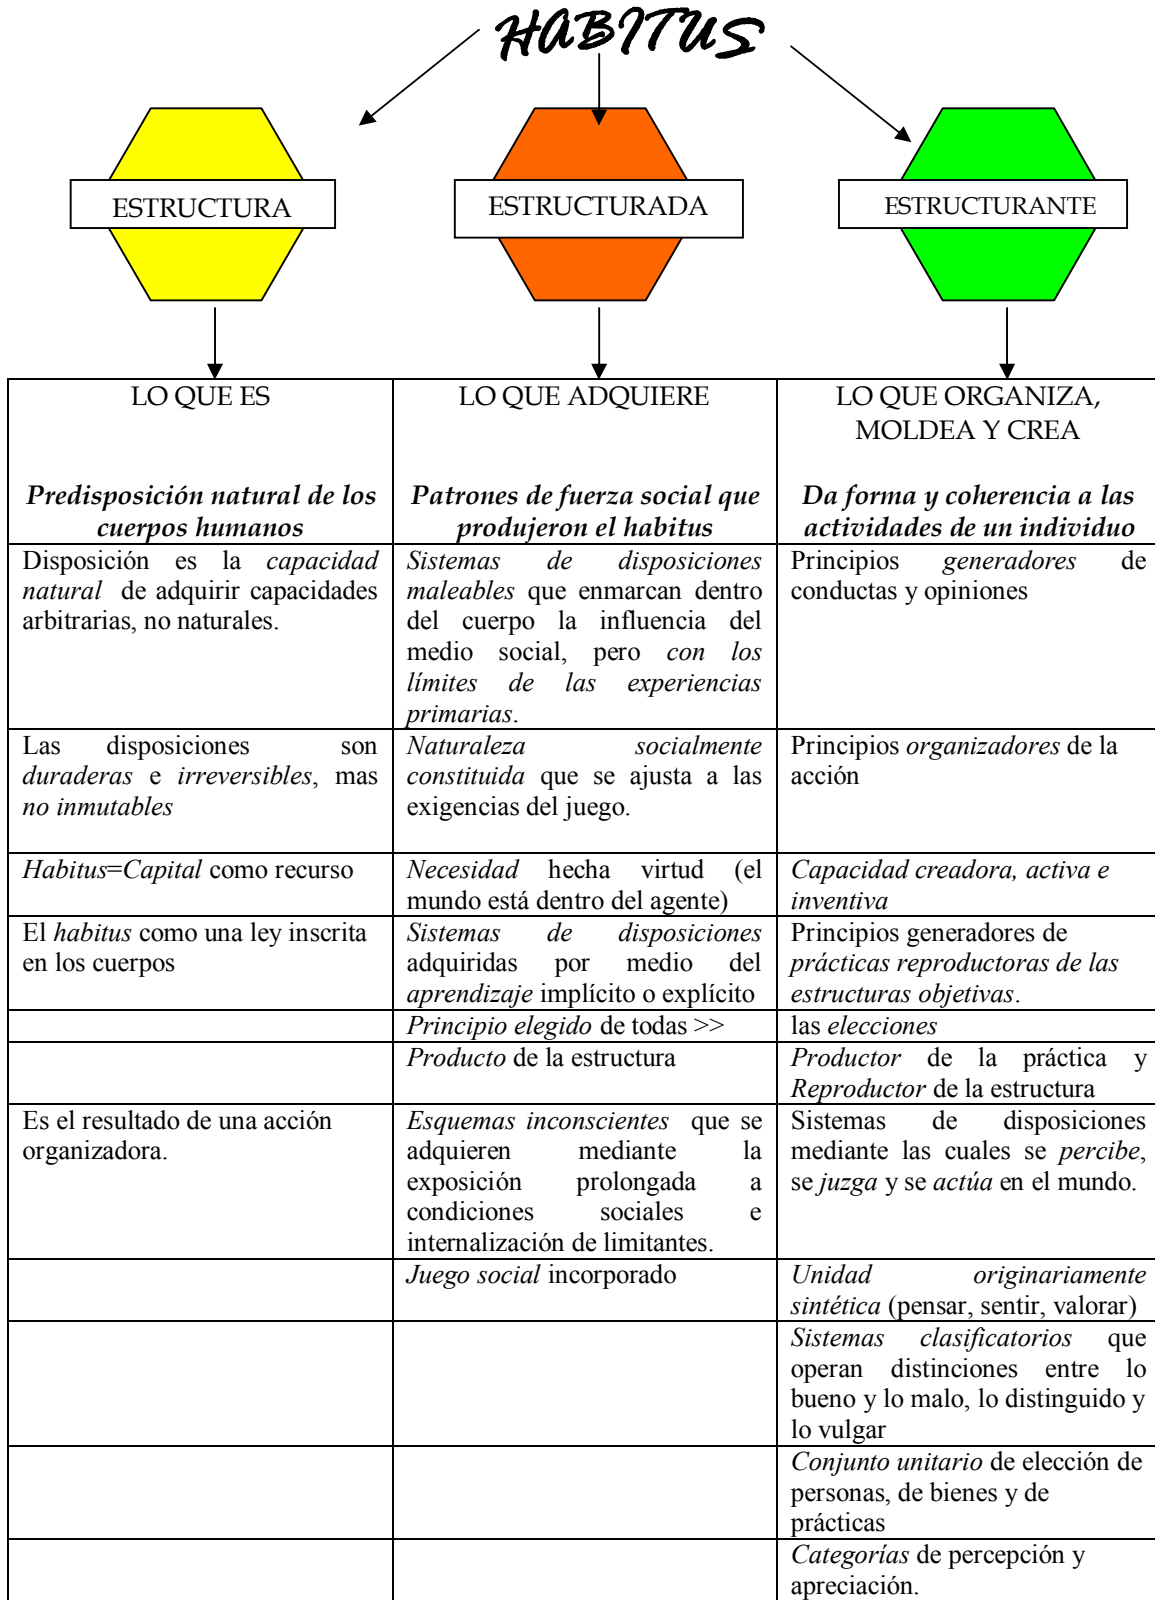 HABITUS
ESTRUCTURA
ESTRUCTURADA
ESTRUCTURANTE
LO QUE ES
Predisposición natural de los
cuerpos humanos
LO QUE ADQUIERE
Patrones de fuerza social que
produjeron el habitus
LO QUE ORGANIZA,
MOLDEA Y CREA
Da forma y coherencia a las
actividades de un individuo
Disposición es la capacidad
natural de adquirir capacidades
arbitrarias, no naturales.
Sistemas de disposiciones
maleables que enmarcan dentro
del cuerpo la influencia del
medio social, pero con los
límites de las experiencias
primarias.
Principios generadores de
conductas y opiniones
Las disposiciones son
duraderas e irreversibles, mas
no inmutables
Naturaleza socialmente
constituida que se ajusta a las
exigencias del juego.
Principios organizadores de la
acción
Habitus=Capital como recurso
Necesidad hecha virtud (el
mundo está dentro del agente)
Capacidad creadora, activa e
inventiva
El habitus como una ley inscrita
en los cuerpos
Sistemas de disposiciones
adquiridas por medio del
aprendizaje implícito o explícito
Principios generadores de
prácticas reproductoras de las
estructuras objetivas.
Principio elegido de todas >>
las elecciones
Producto de la estructura
Productor de la práctica y
Reproductor de la estructura
Es el resultado de una acción
organizadora.
Esquemas inconscientes que se
adquieren mediante la
exposición prolongada a
condiciones sociales e
internalización de limitantes.
Sistemas de disposiciones
mediante las cuales se percibe,
se juzga y se actúa en el mundo.
Juego social incorporado
Unidad originariamente
sintética (pensar, sentir, valorar)
Sistemas clasificatorios que
operan distinciones entre lo
bueno y lo malo, lo distinguido y
lo vulgar
Conjunto unitario de elección de
personas, de bienes y de
prácticas
Categorías de percepción y
apreciación.